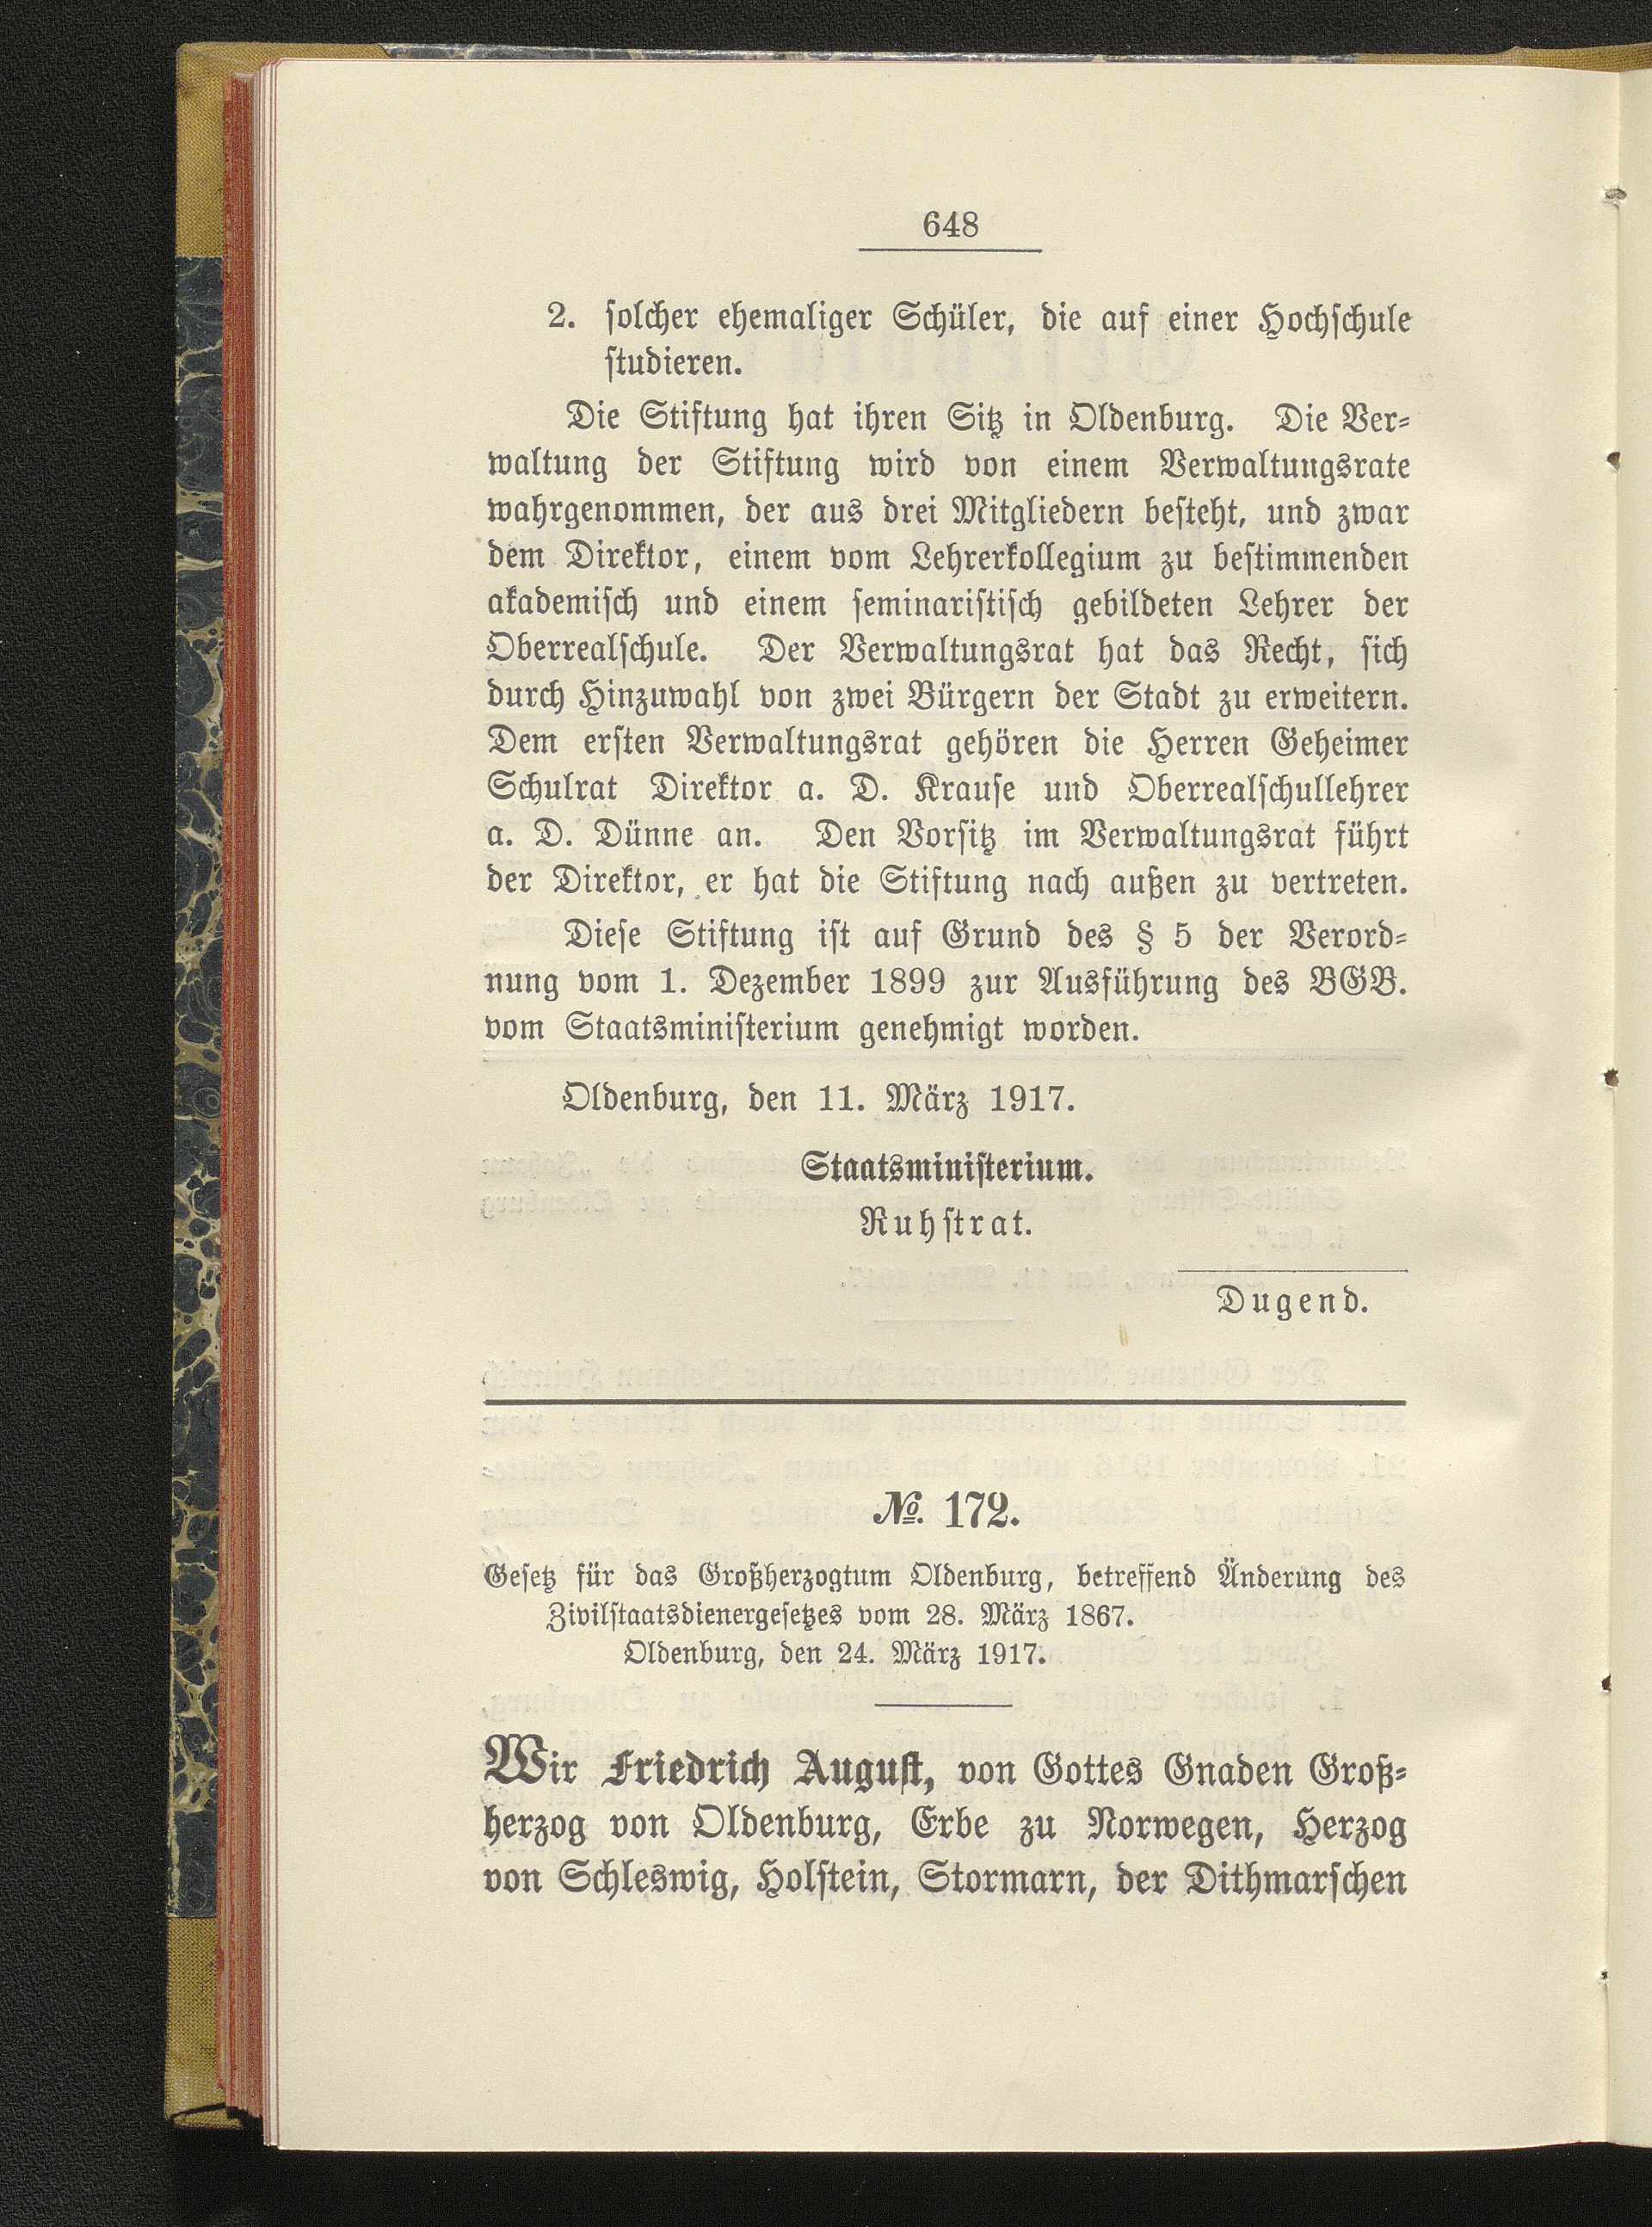 648
2. solcher ehemaliger Schüler, die auf einer Hochschule
studieren.
Die Stiftung hat ihren Sitz in Oldenburg. Die Ver-
waltung der Stiftung wird von einem Verwaltungsrate
wahrgenommen, der aus drei Mitgliedern besteht, und zwar
dem Direktor, einem vom Lehrerkollegium zu bestimmenden
akademisch und einem seminaristisch gebildeten Lehrer der
Oberrealschule. Der Verwaltungsrat hat das Recht, sich
durch Hinzuwahl von zwei Bürgern der Stadt zu erweitern.
Dem ersten Verwaltungsrat gehören die Herren Geheimer
Schulrat Direktor a. D. Krause und Oberrealschullehrer
a. D. Dünne an. Den Vorsitz im Verwaltungsrat führt
der Direktor, er hat die Stiftung nach außen zu vertreten.
Diese Stiftung ist auf Grund des § 5 der Verord-
nung vom 1. Dezember 1899 zur Ausführung des BGB.
vom Staatsministerium genehmigt worden.
Oldenburg, den 11. März 1917.
Staatsministerium.
Ruhstrat.
Dugend.
№. 172.
Gesetz für das Großherzogtum Oldenburg, betreffend Änderung des
Zivilstaatsdienergesetzes vom 28. März 1867.
Oldenburg, den 24. März 1917.
Wir Friedrich August, von Gottes Gnaden Groß-
herzog von Oldenburg, Erbe zu Norwegen, Herzog
von Schleswig, Holstein, Stormarn, der Dithmarschen